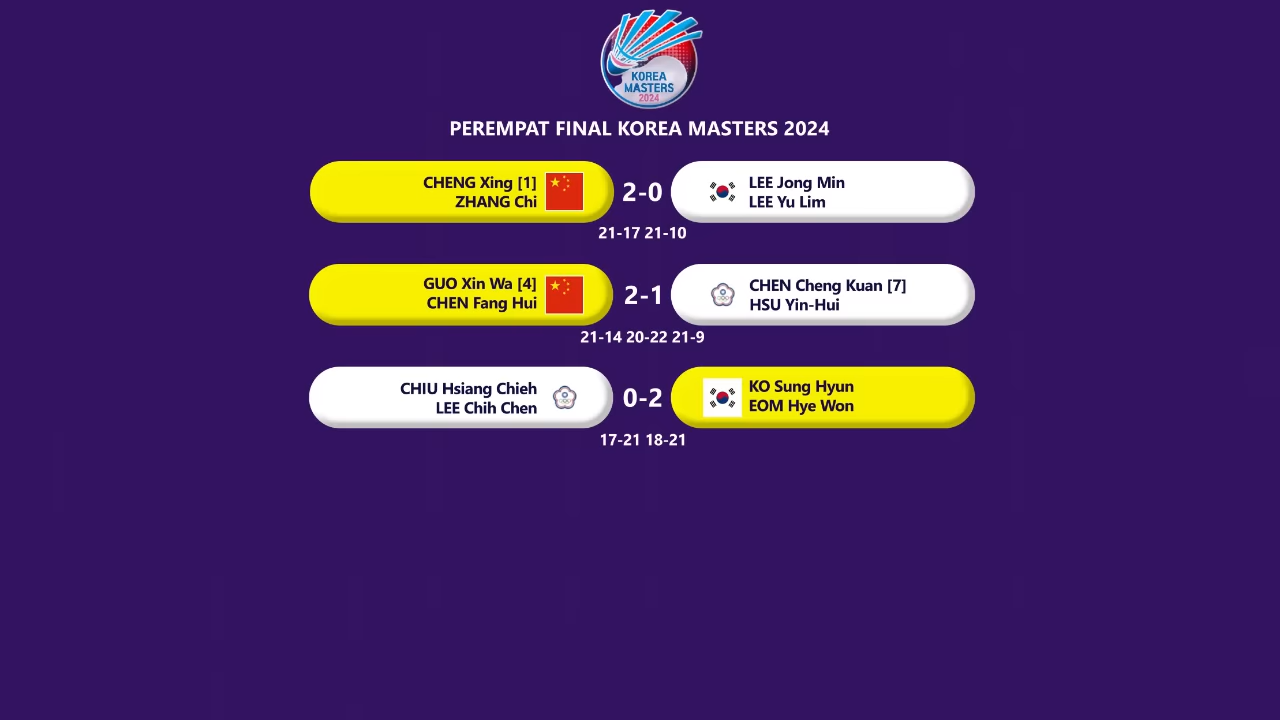 KOREA
MASTERS
2024
PEREMPAT FINAL KOREA MASTERS 2024
CHENG Xing [1]
ZHANG Chi
2-0
LEE Jong Min
LEE Yu Lim
21-17 21-10
GUO Xin Wa [4]
CHEN Fang Hui
2-1
CHEN Cheng Kuan [7]
HSU Yin-Hui
21-14 20-22 21-9
CHIU Hsiang Chieh
LEE Chih Chen
0-2
KO Sung Hyun
EOM Hye Won
17-21 18-21